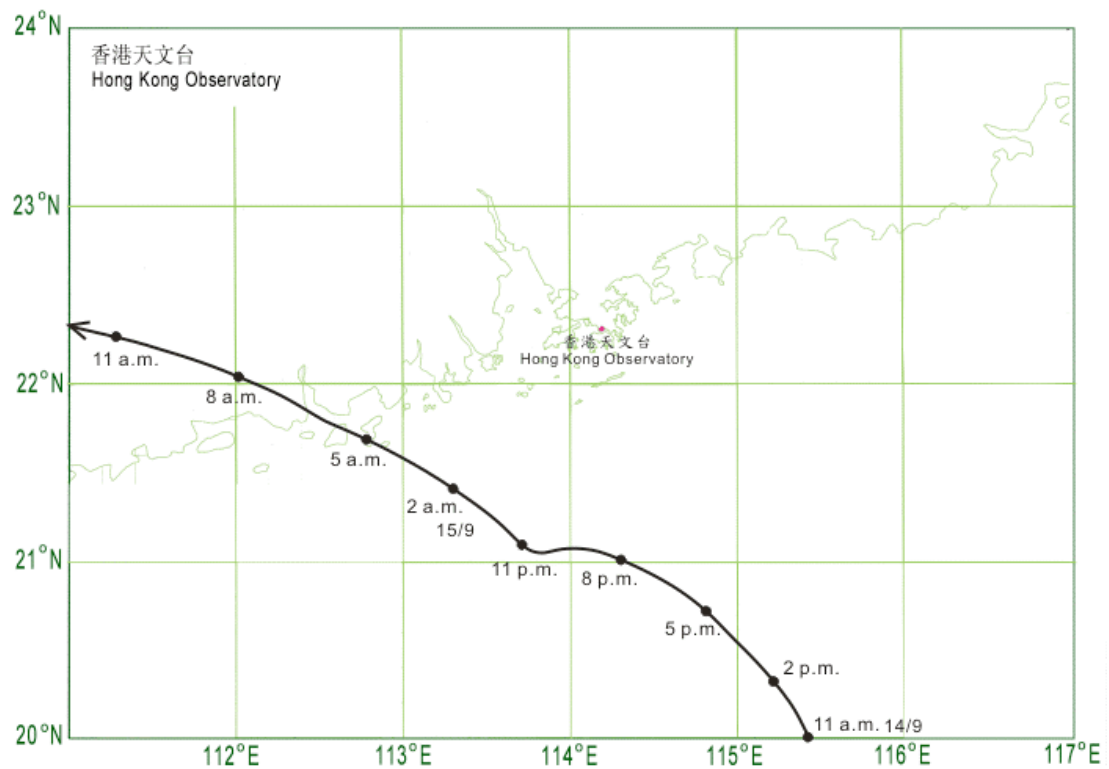 24°N
香港天文台
Hong Kong Observatory
23°N
香港天文台
Hong Kong Observatory
11 a.m.
22°N
8 a.m.
5 a.m.
2 a.m.
15/9
21°N
11 p.m.
8 p.m.
5 p.m.
2 p.m.
11 a.m. 14/9
20°N
112°E
113°E
114°E
115°E
116°E
117°E